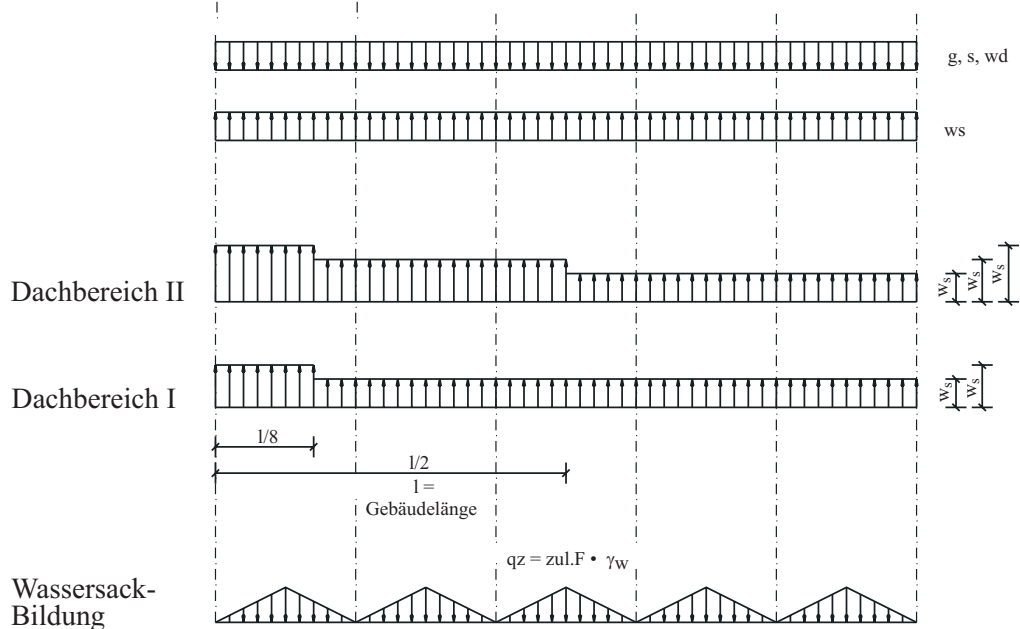 g, s, wd
ws
Dachbereich II
ws
ws
ws
Dachbereich I
ws
ws
l/8
l/2
l =
Gebäudelänge
qz = zul.F • γw
Wassersack-
Bildung